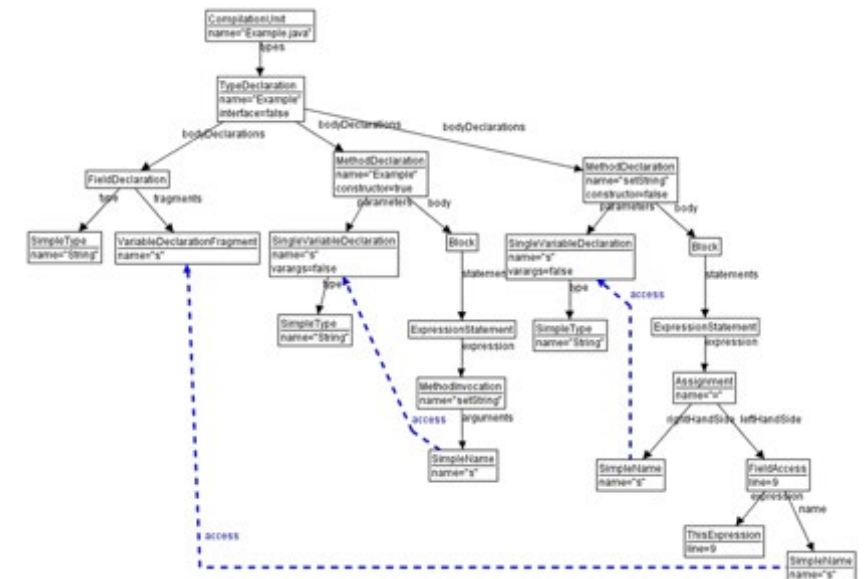 CompilationUnit
name="Example.java"
types
TypeDeclaration
name="Example"
interface=false
bodyDeclarations
bodyDeclarations
bodyDeclarations
FieldDeclaration
MethodDeclaration
name="Example"
constructor=true
MethodDeclaration
name="setString"
constructor=false
type
fragments
parameters
body
parameters
body
SimpleType
name="String"
VariableDeclarationFragment
name="s"
SingleVariableDeclaration
name="s"
varargs=false
Block
SingleVariableDeclaration
name="s"
varargs=false
Block
type
statements
type
access
statements
SimpleType
name="String"
ExpressionStatement
expression
SimpleType
name="String"
ExpressionStatement
expression
MethodInvocation
name="setString"
arguments
Assignment
name="="
access
rightHandSide
leftHandSide
SimpleName
name="s"
SimpleName
name="s"
FieldAccess
line=9
expression
name
access
ThisExpression
line=9
SimpleName
name="s"